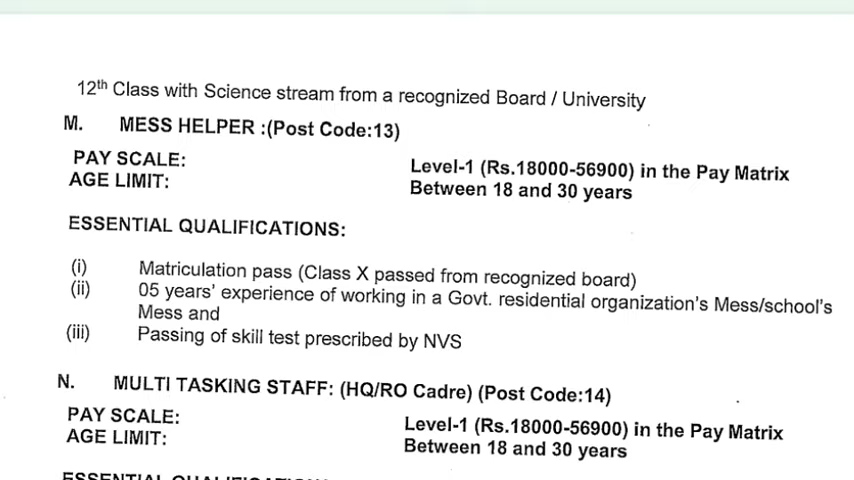 12th Class with Science stream from a recognized Board / University
M. MESS HELPER :(Post Code:13)
PAY SCALE: Level-1 (Rs.18000-56900) in the Pay Matrix
AGE LIMIT: Between 18 and 30 years
ESSENTIAL QUALIFICATIONS:
(i) Matriculation pass (Class X passed from recognized board)
(ii) 05 years' experience of working in a Govt. residential organization's Mess/school's
Mess and
(iii) Passing of skill test prescribed by NVS
N. MULTI TASKING STAFF: (HQ/RO Cadre) (Post Code:14)
PAY SCALE: Level-1 (Rs.18000-56900) in the Pay Matrix
AGE LIMIT: Between 18 and 30 years